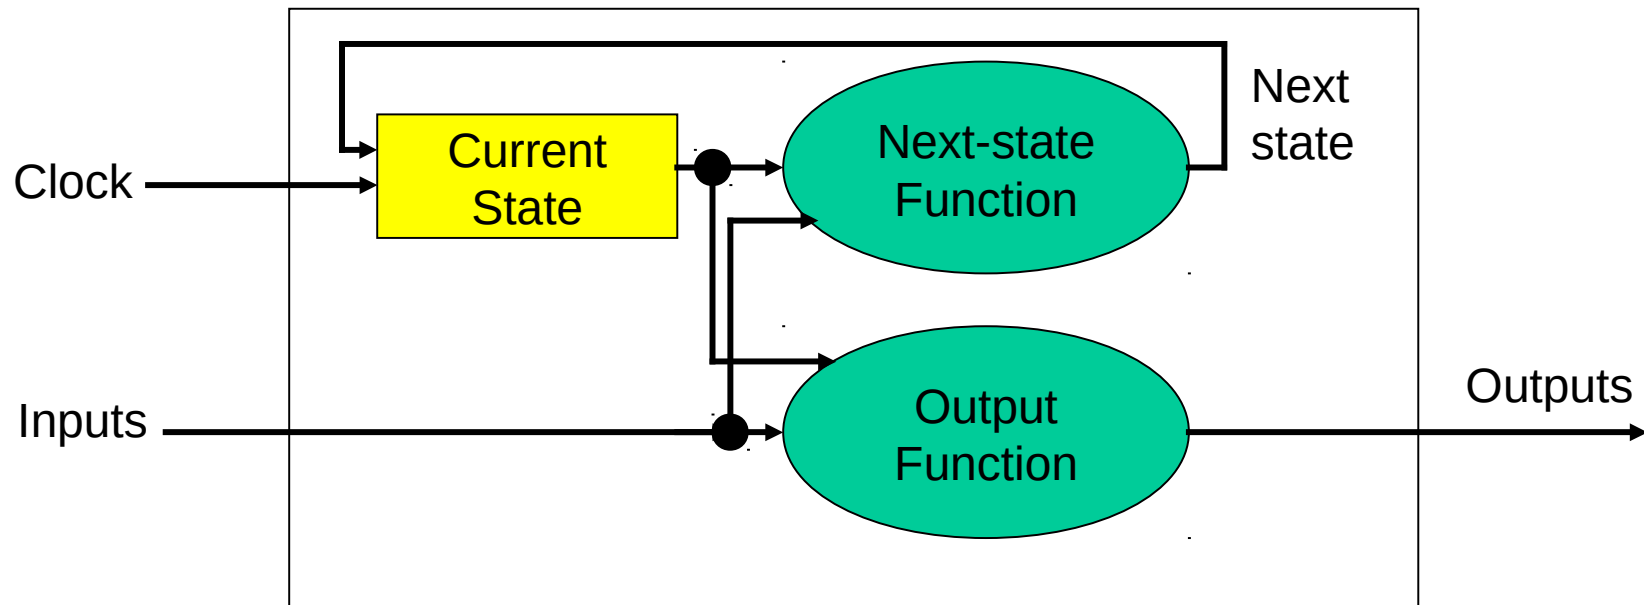 Next
state
Current
State
Next-state
Function
Clock
Inputs
Output
Function
Outputs